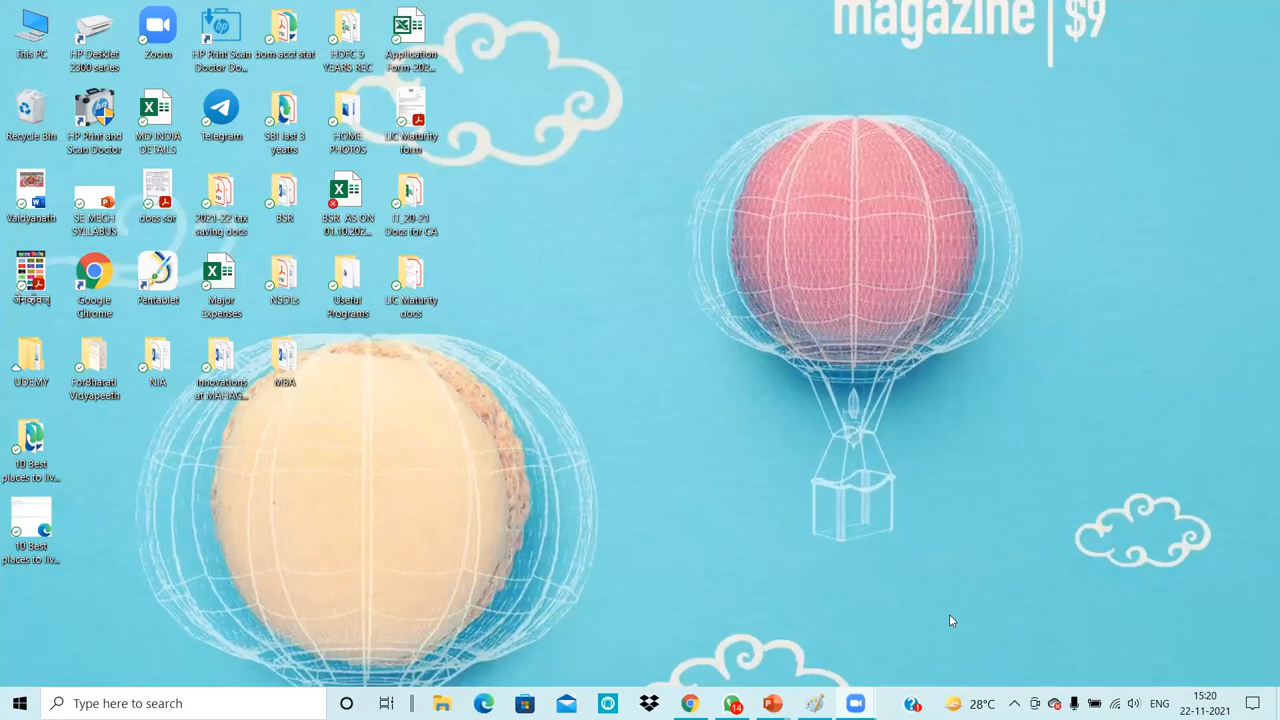 magazine | $9
This PC
HP DeskJet
2300 series
Zoom
HP Print Scan
Doctor Do...
bom acct stat
HDFC 5
YEARS REC
Application
Form-202...
Recycle Bin
HP Print and
Scan Doctor
MD INDIA
DETAILS
Telegram
SBI last 3
yeatrs
HOME
PHOTOS
LIC Maturity
form
Vaidyanath
SE MECH
SYLLABUS
docs sbr
2021-22 tax
saving docs
BSR
BSR AS ON
01.10.202...
IT_20-21
Docs for CA
Google
Chrome
Pentablet
Major
Expenses
NSDLs
Useful
Programs
LIC Maturity
docs
UDEMY
ForBharati
Vidyapeeth
NIA
Innovations
at MAHAG...
MBA
10 Best
places to liv...
10 Best
places to liv...
Type here to search
14
28°C
ENG
15:20
22-11-2021